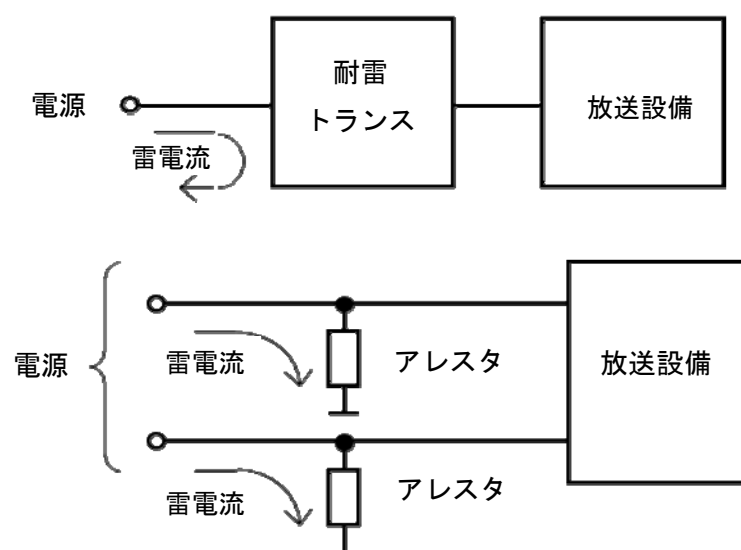 電源
雷電流
耐雷
トランス
放送設備
電源
雷電流
アレスタ
放送設備
雷電流
アレスタ